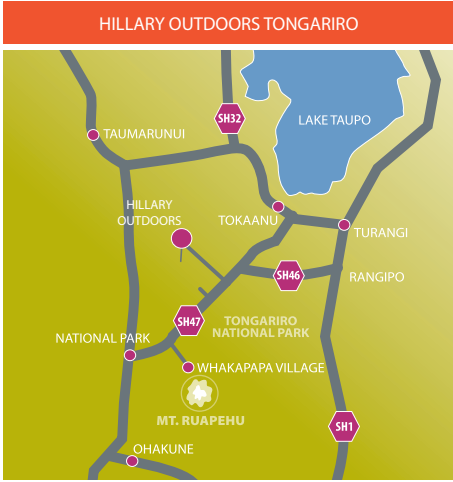 HILLARY OUTDOORS TONGARIRO
SH32
LAKE TAUPO
TAUMARUNUI
HILLARY
OUTDOORS
TOKAANU
TURANGI
SH46
RANGIPO
SH47
TONGARIRO
NATIONAL PARK
NATIONAL PARK
WHAKAPAPA VILLAGE
MT. RUAPEHU
SH1
OHAKUNE